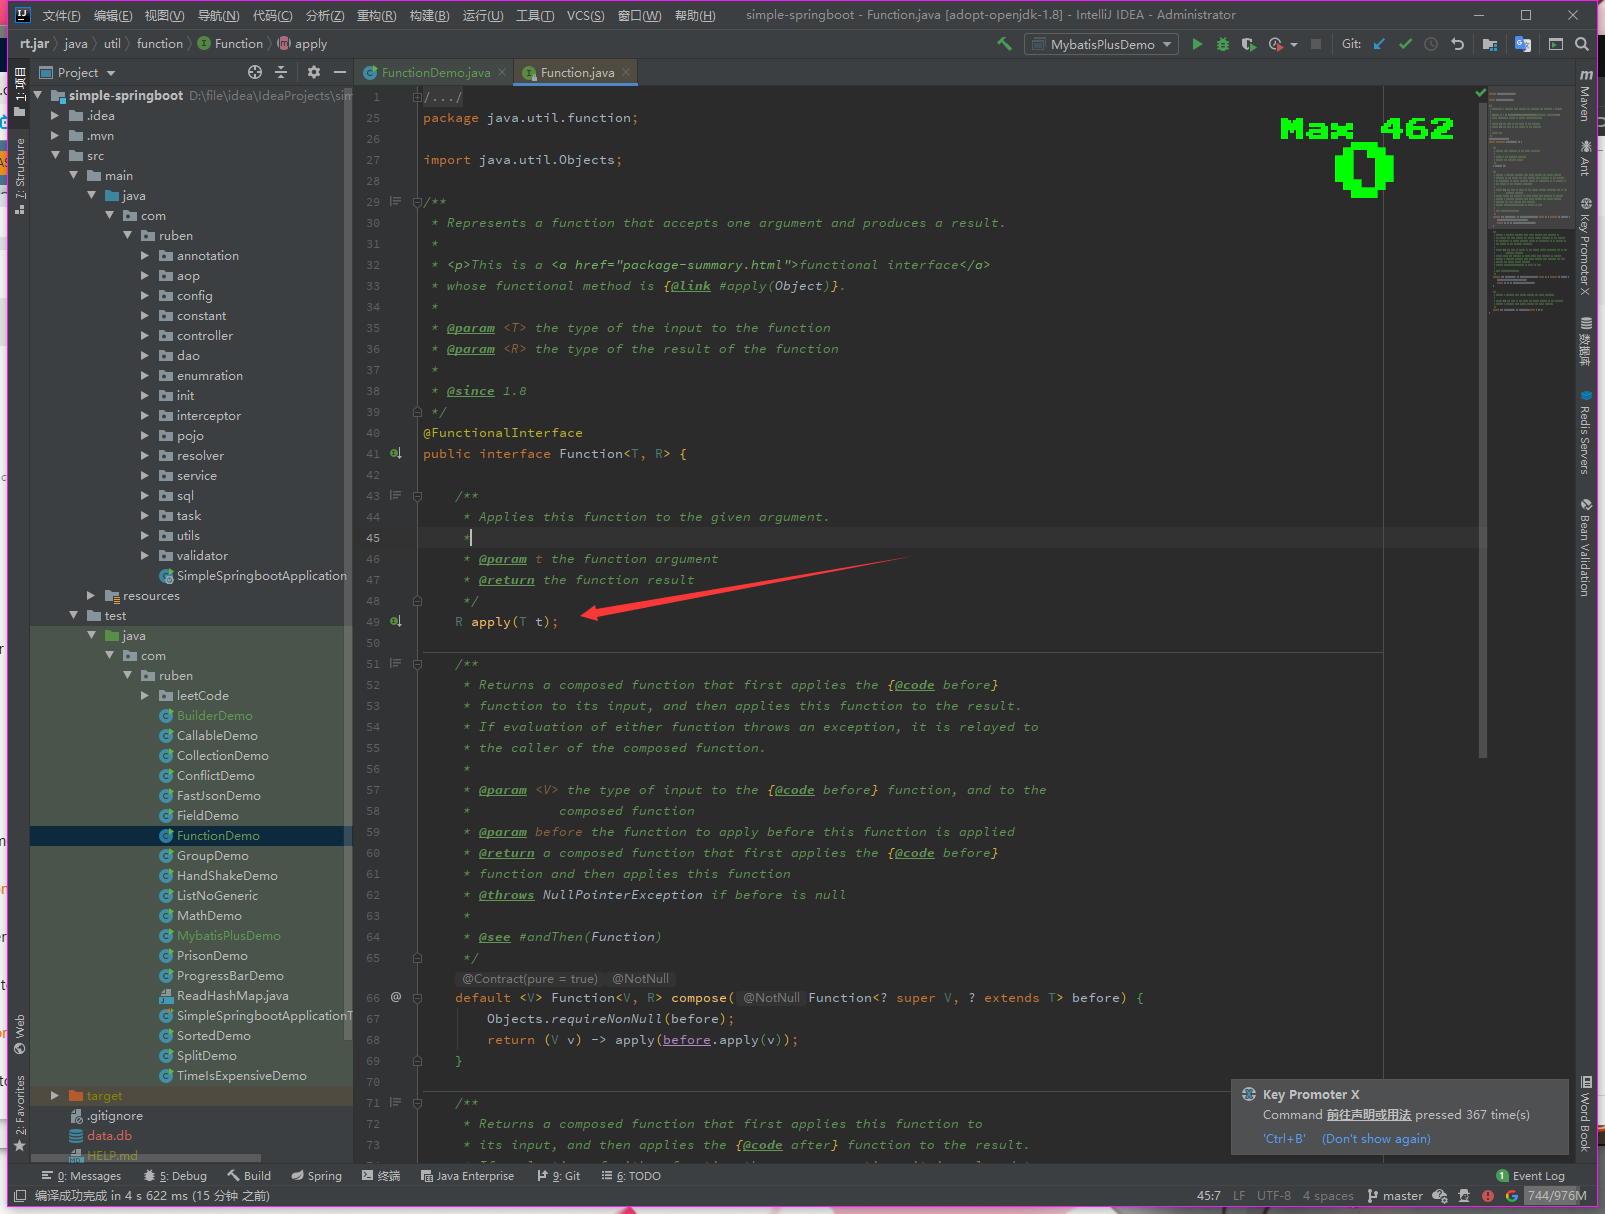 文件(F) 编辑(E) 视图(V) 导航(N) 代码(C) 分析(Z) 重构(R) 构建(B) 运行(U) 工具(T) VCS(S) 窗口(W) 帮助(H) simple-springboot - Function.java [adopt-openjdk-1.8] - IntelliJ IDEA - Administrator
rt.jar java util function Function apply MybatisPlusDemo Git:
Project
FunctionDemo.java
Function.java
1: 项目
7: Structure
Web
2: Favorites
simple-springboot D:\file\idea\IdeaProjects\sim
.idea
.mvn
src
main
java
com
ruben
annotation
aop
config
constant
controller
dao
enumration
init
interceptor
pojo
resolver
service
sql
task
utils
validator
SimpleSpringbootApplication
resources
test
java
com
ruben
leetCode
BuilderDemo
CallableDemo
CollectionDemo
ConflictDemo
FastJsonDemo
FieldDemo
FunctionDemo
GroupDemo
HandShakeDemo
ListNoGeneric
MathDemo
MybatisPlusDemo
PrisonDemo
ProgressBarDemo
ReadHashMap.java
SimpleSpringbootApplicationT
SortedDemo
SplitDemo
TimeIsExpensiveDemo
target
.gitignore
data.db
HELP.md
1 /.../
25 package java.util.function;
26
27 import java.util.Objects;
28
29 /**
30 * Represents a function that accepts one argument and produces a result.
31 *
32 * <p>This is a <a href="package-summary.html">functional interface</a>
33 * whose functional method is {@link #apply(Object)}.
34 *
35 * @param <T> the type of the input to the function
36 * @param <R> the type of the result of the function
37 *
38 * @since 1.8
39 */
40 @FunctionalInterface
41 public interface Function<T, R> {
42
43 /**
44 * Applies this function to the given argument.
45 *
46 * @param t the function argument
47 * @return the function result
48 */
49 R apply(T t);
50
51 /**
52 * Returns a composed function that first applies the {@code before}
53 * function to its input, and then applies this function to the result.
54 * If evaluation of either function throws an exception, it is relayed to
55 * the caller of the composed function.
56 *
57 * @param <V> the type of input to the {@code before} function, and to the
58 * composed function
59 * @param before the function to apply before this function is applied
60 * @return a composed function that first applies the {@code before}
61 * function and then applies this function
62 * @throws NullPointerException if before is null
63 *
64 * @see #andThen(Function)
65 */
@Contract(pure = true) @NotNull
66 @ default <V> Function<V, R> compose( @NotNull Function<? super V, ? extends T> before) {
67 Objects.requireNonNull(before);
68 return (V v) -> apply(before.apply(v));
69 }
70
71 /**
72 * Returns a composed function that first applies this function to
73 * its input, and then applies the {@code after} function to the result.
Max 462
0
Maven
Ant
Key Promoter X
数据库
Redis Servers
Bean Validation
Word Book
Key Promoter X
Command 前往声明或用法 pressed 367 time(s)
'Ctrl+B' (Don't show again)
0: Messages 5: Debug Build Spring 终端 Java Enterprise 9: Git 6: TODO 1 Event Log
编译成功完成 in 4 s 622 ms (15 分钟 之前) 45:7 LF UTF-8 4 spaces master 744/976M